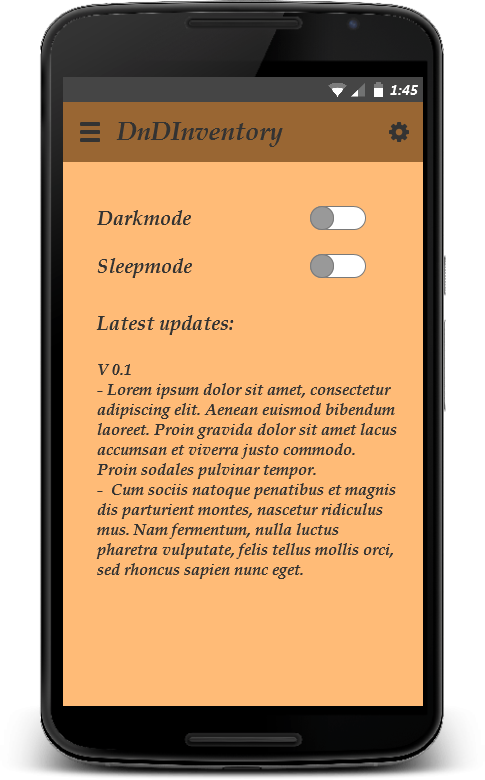 1:45
DnDInventory
Darkmode
Sleepmode
Latest updates:
V 0.1
- Lorem ipsum dolor sit amet, consectetur
adipiscing elit. Aenean euismod bibendum
laoreet. Proin gravida dolor sit amet lacus
accumsan et viverra justo commodo.
Proin sodales pulvinar tempor.
-  Cum sociis natoque penatibus et magnis
dis parturient montes, nascetur ridiculus
mus. Nam fermentum, nulla luctus
pharetra vulputate, felis tellus mollis orci,
sed rhoncus sapien nunc eget.